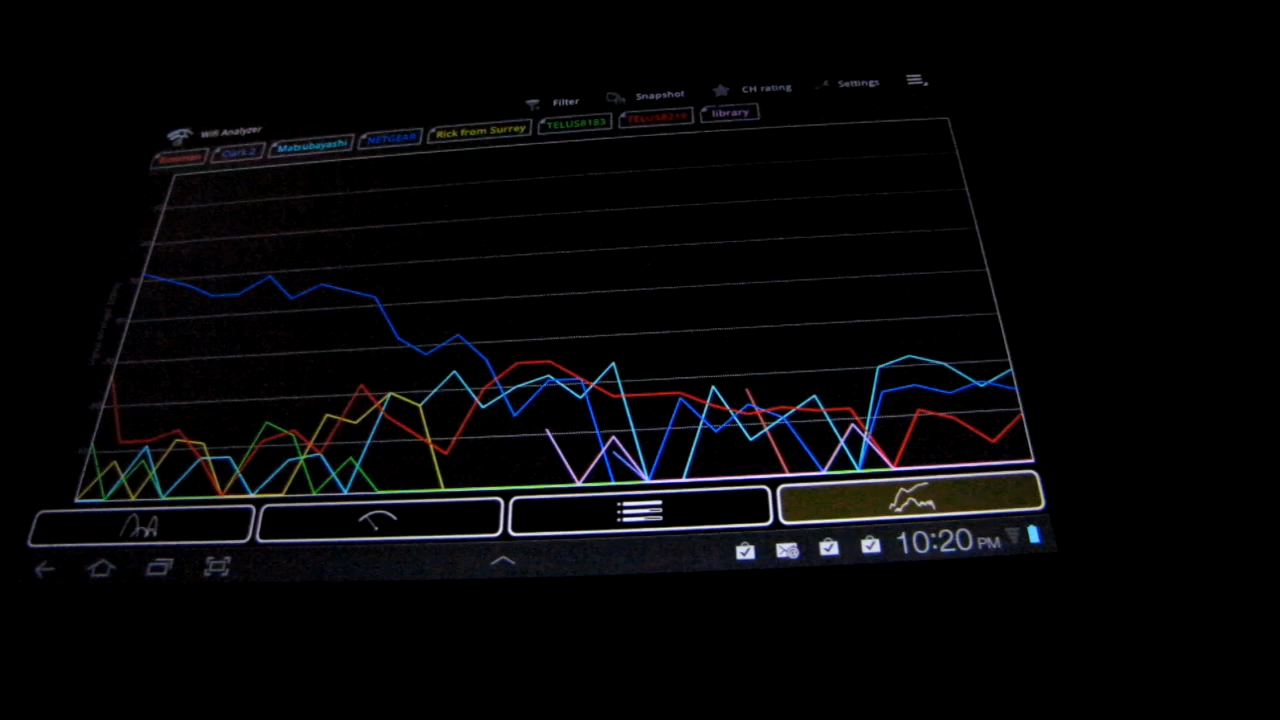 Filter Snapshot CH rating Settings
Wifi Analyzer
Matsubayashi NETGEAR Rick from Surrey TELUS8183 library
10:20 PM